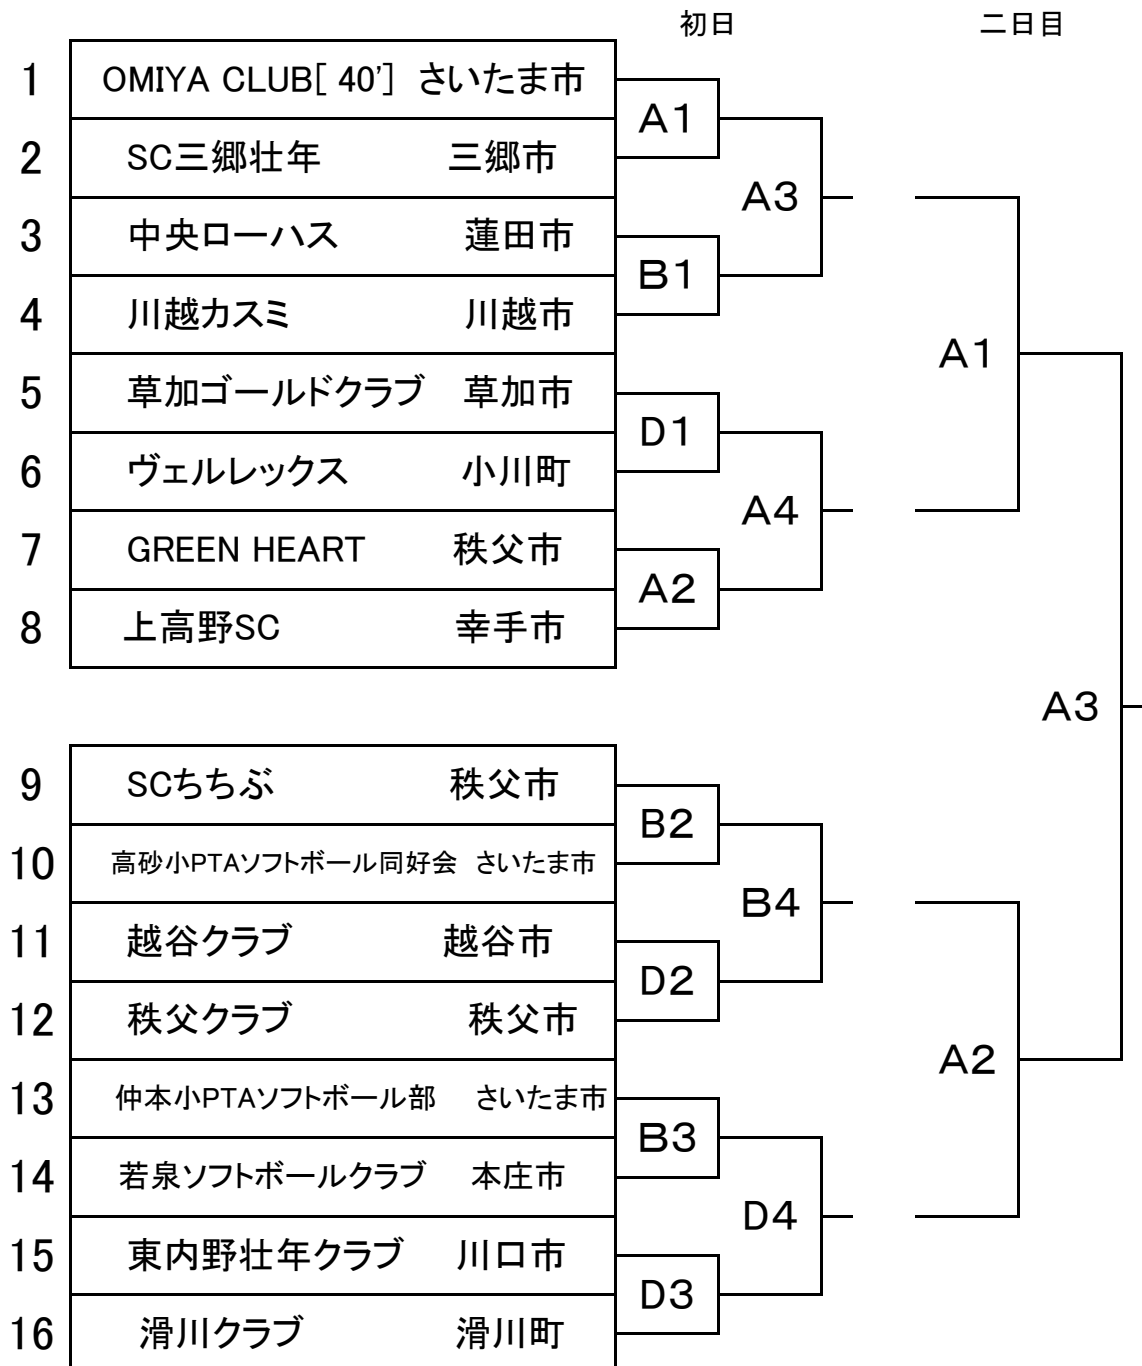 初日 二日目
1 OMIYA CLUB[ 40'] さいたま市
A1
2 SC三郷壮年 三郷市
A3
3 中央ローハス 蓮田市
B1
4 川越カスミ 川越市
A1
5 草加ゴールドクラブ 草加市
D1
6 ヴェルレックス 小川町
A4
7 GREEN HEART 秩父市
A2
8 上高野SC 幸手市
A3
9 SCちちぶ 秩父市
B2
10 高砂小PTAソフトボール同好会 さいたま市
B4
11 越谷クラブ 越谷市
D2
12 秩父クラブ 秩父市
A2
13 仲本小PTAソフトボール部 さいたま市
B3
14 若泉ソフトボールクラブ 本庄市
D4
15 東内野壮年クラブ 川口市
D3
16 滑川クラブ 滑川町